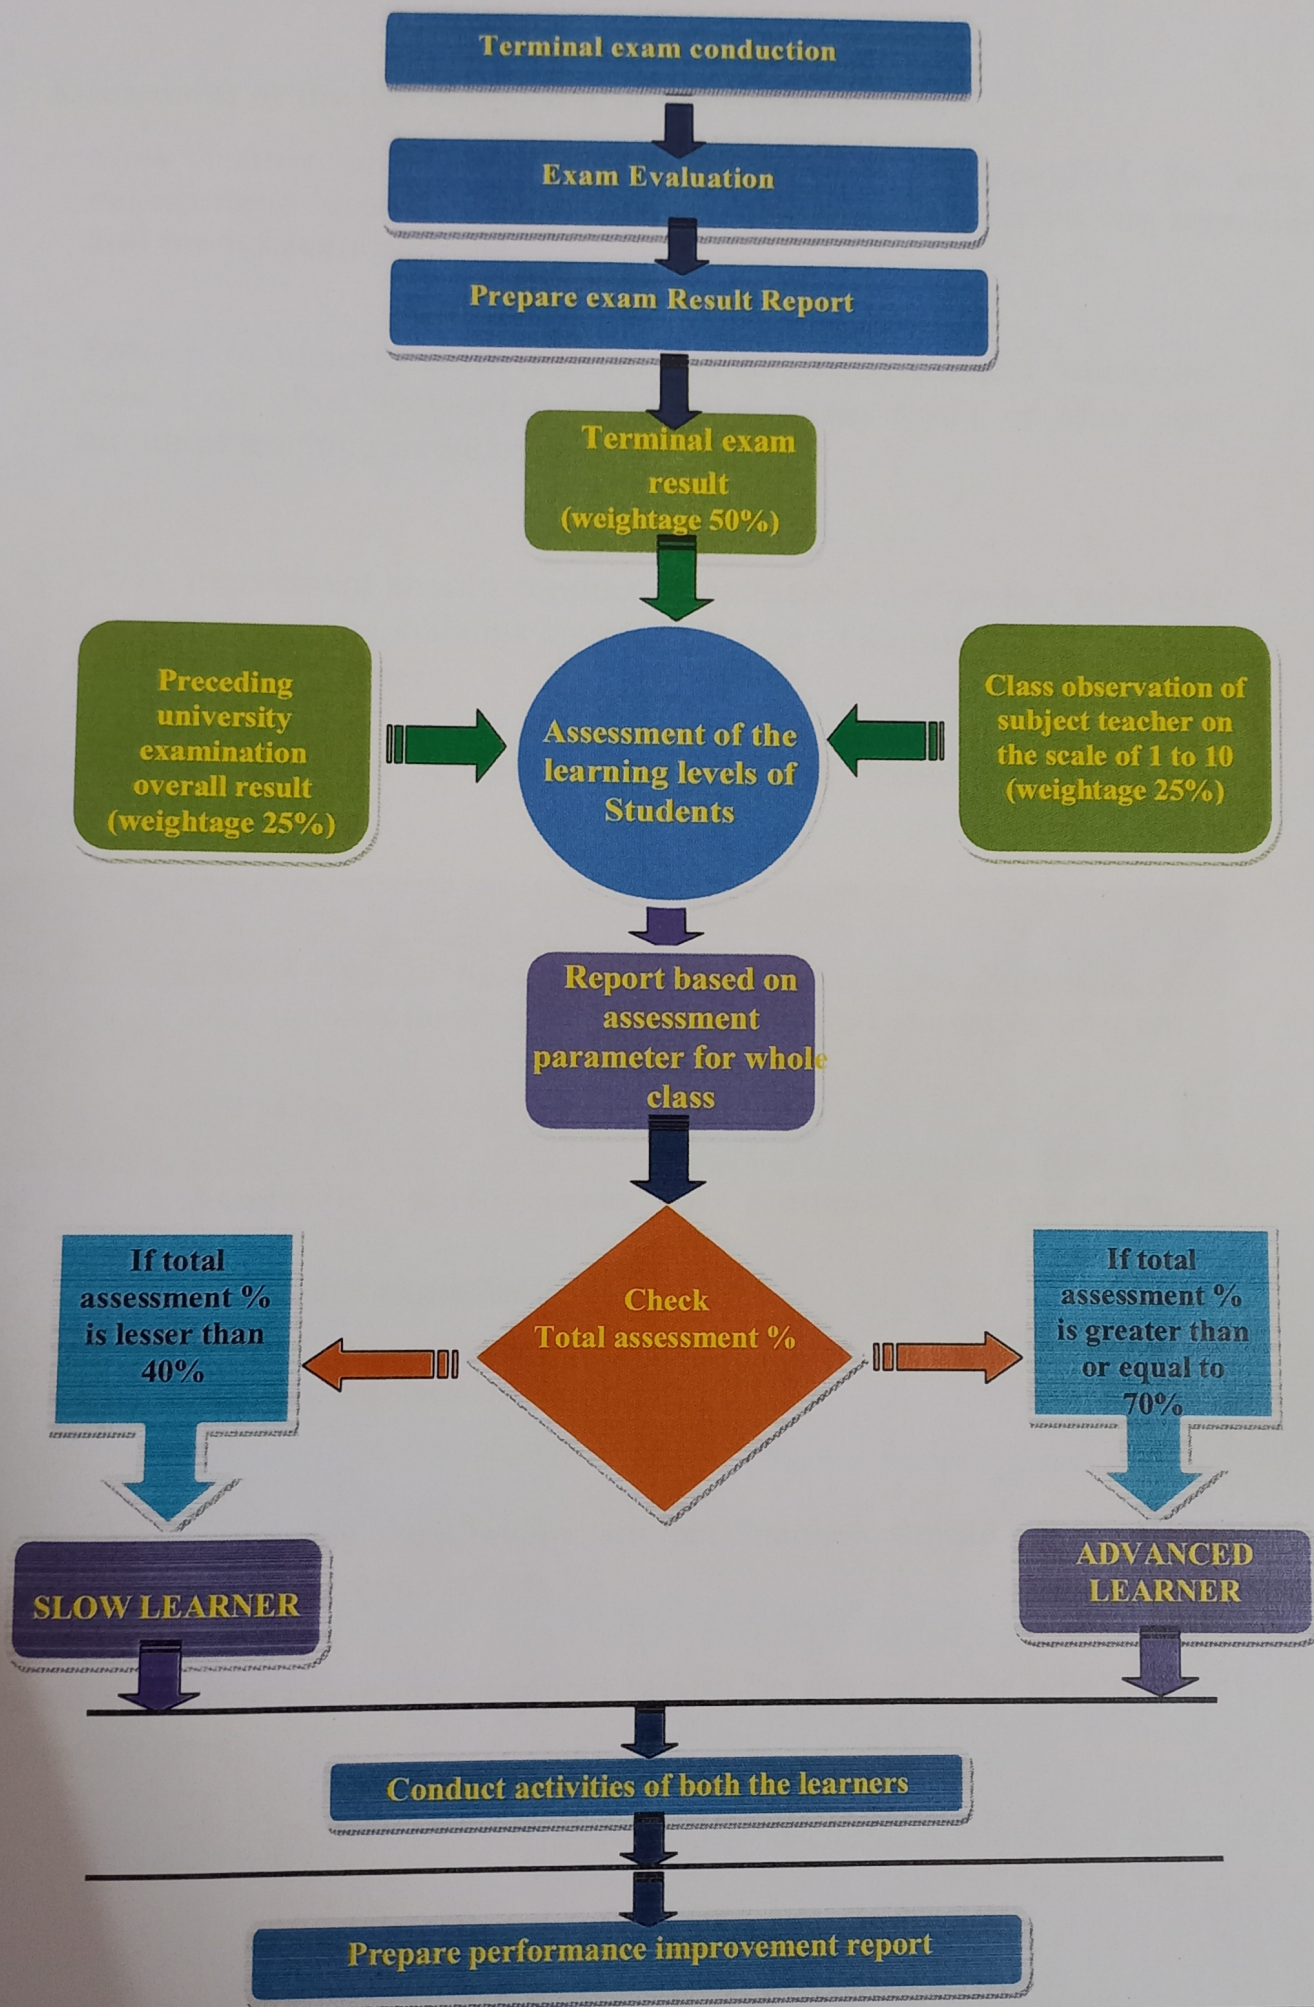 Terminal exam conduction
Exam Evaluation
Prepare exam Result Report
Terminal exam
result
(weightage 50%)
Preceding
university
examination
overall result
(weightage 25%)
Assessment of the
learning levels of
Students
Class observation of
subject teacher on
the scale of 1 to 10
(weightage 25%)
Report based on
assessment
parameter for whole
class
If total
assessment %
is lesser than
40%
Check
Total assessment %
If total
assessment %
is greater than
or equal to
70%
SLOW LEARNER
ADVANCED
LEARNER
Conduct activities of both the learners
Prepare performance improvement report